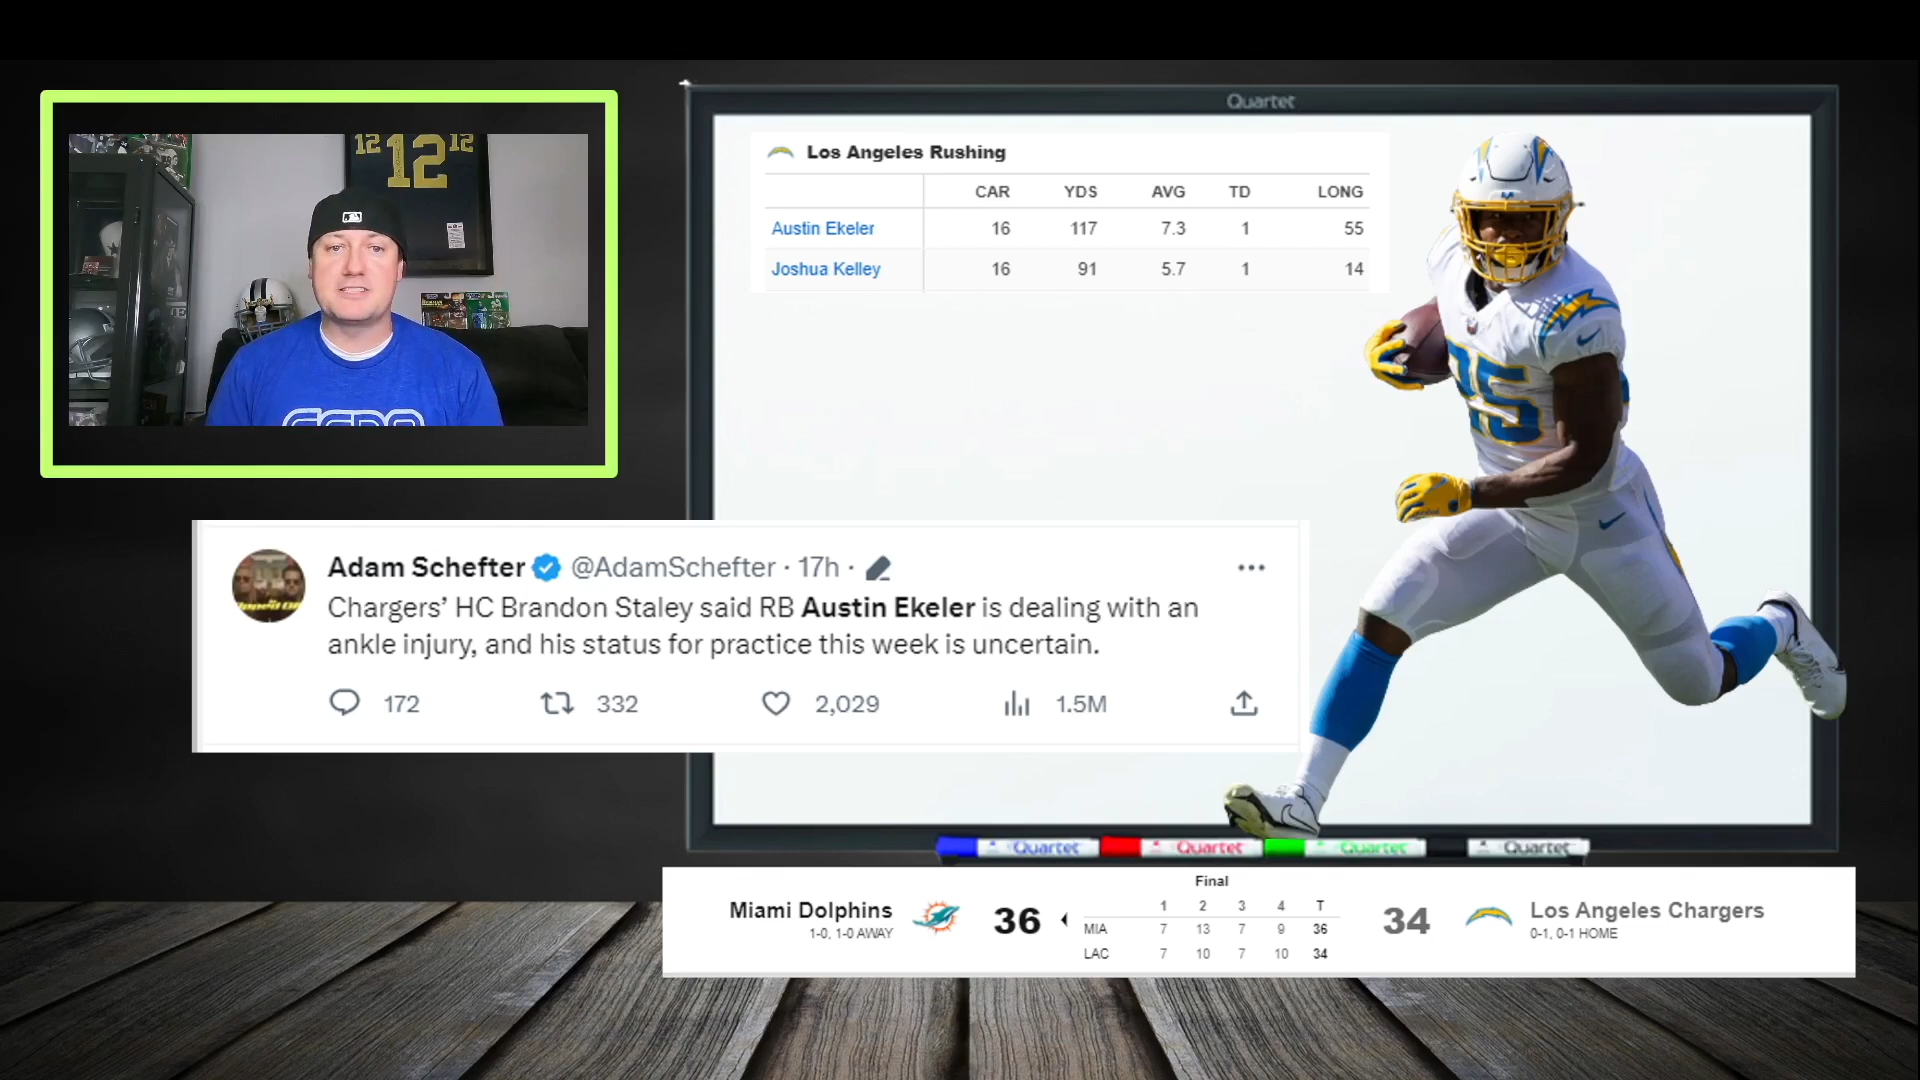 Quartet
12 12 12
Los Angeles Rushing
CAR YDS AVG TD LONG
Austin Ekeler 16 117 7.3 1 55
Joshua Kelley 16 91 5.7 1 14
25
Adam Schefter @AdamSchefter · 17h ·
Chargers’ HC Brandon Staley said RB Austin Ekeler is dealing with an
ankle injury, and his status for practice this week is uncertain.
172 332 2,029 1.5M
Quartet Quartet Quartet Quartet
Final
Miami Dolphins
1-0, 1-0 AWAY
36
1 2 3 4 T
MIA 7 13 7 9 36
LAC 7 10 7 10 34
34
Los Angeles Chargers
0-1, 0-1 HOME